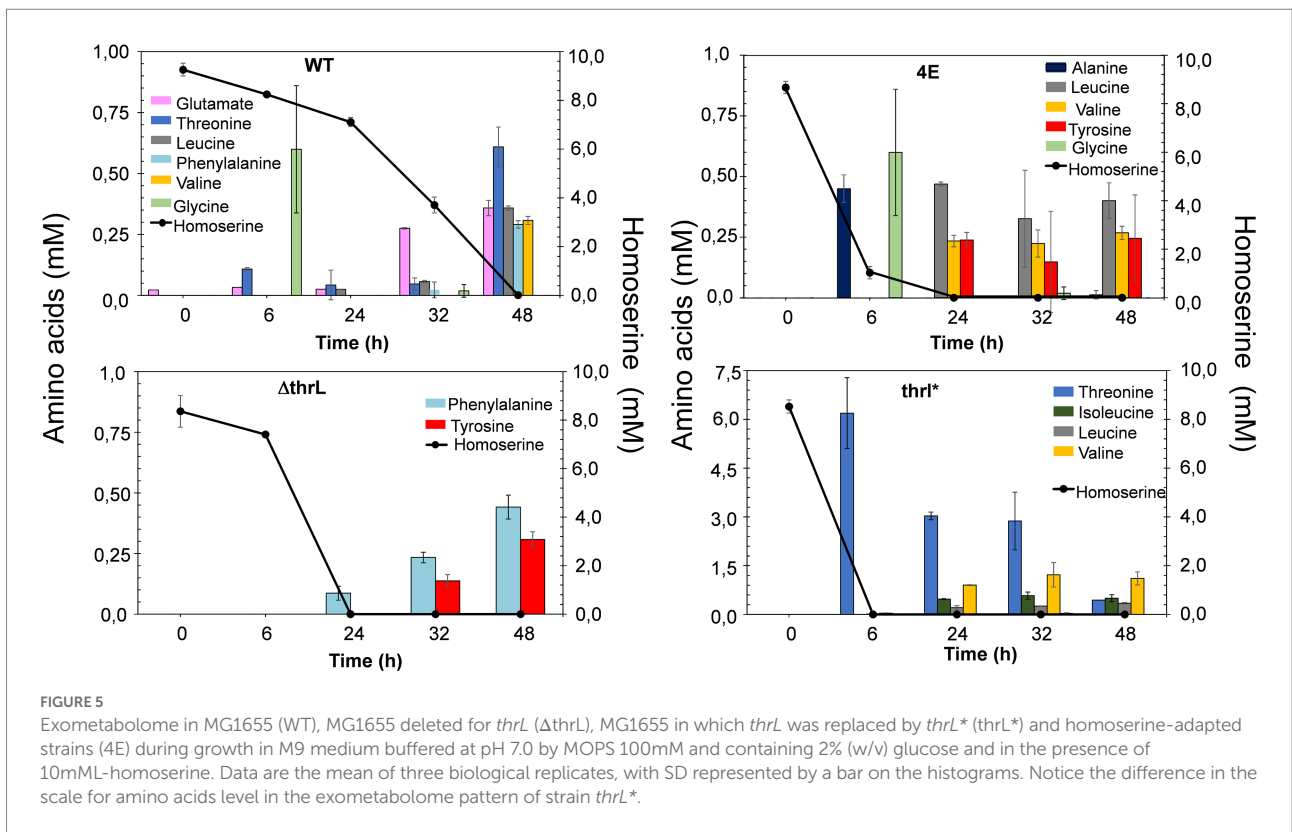 WT
1,00
0,75
0,50
0,25
0,0
Glutamate
Threonine
Leucine
Phenylalanine
Valine
Glycine
Homoserine
10,0
8,0
6,0
4,0
2,0
0,0
0 6 24 32 48
Time (h)
4E
1,0
0,75
0,50
0,25
0,0
Alanine
Leucine
Valine
Tyrosine
Glycine
Homoserine
10,0
8,0
6,0
4,0
2,0
0,0
0 6 24 32 48
Time (h)
Amino acids (mM)
Homoserine (mM)
Amino acids (mM)
Homoserine (mM)
ΔthrL
1,0
0,75
0,50
0,25
0,0
Phenylalanine
Tyrosine
Homoserine
10,0
8,0
6,0
4,0
2,0
0,0
0 6 24 32 48
Time (h)
thrl*
7,5
6,0
4,5
3,0
1,5
0,0
Threonine
Isoleucine
Leucine
Valine
Homoserine
10,0
8,0
6,0
4,0
2,0
0,0
0 6 24 32 48
Time (h)
FIGURE 5
Exometabolome in MG1655 (WT), MG1655 deleted for thrL (ΔthrL), MG1655 in which thrL was replaced by thrL* (thrL*) and homoserine-adapted
strains (4E) during growth in M9 medium buffered at pH 7.0 by MOPS 100mM and containing 2% (w/v) glucose and in the presence of
10mML-homoserine. Data are the mean of three biological replicates, with SD represented by a bar on the histograms. Notice the difference in the
scale for amino acids level in the exometabolome pattern of strain thrL*.